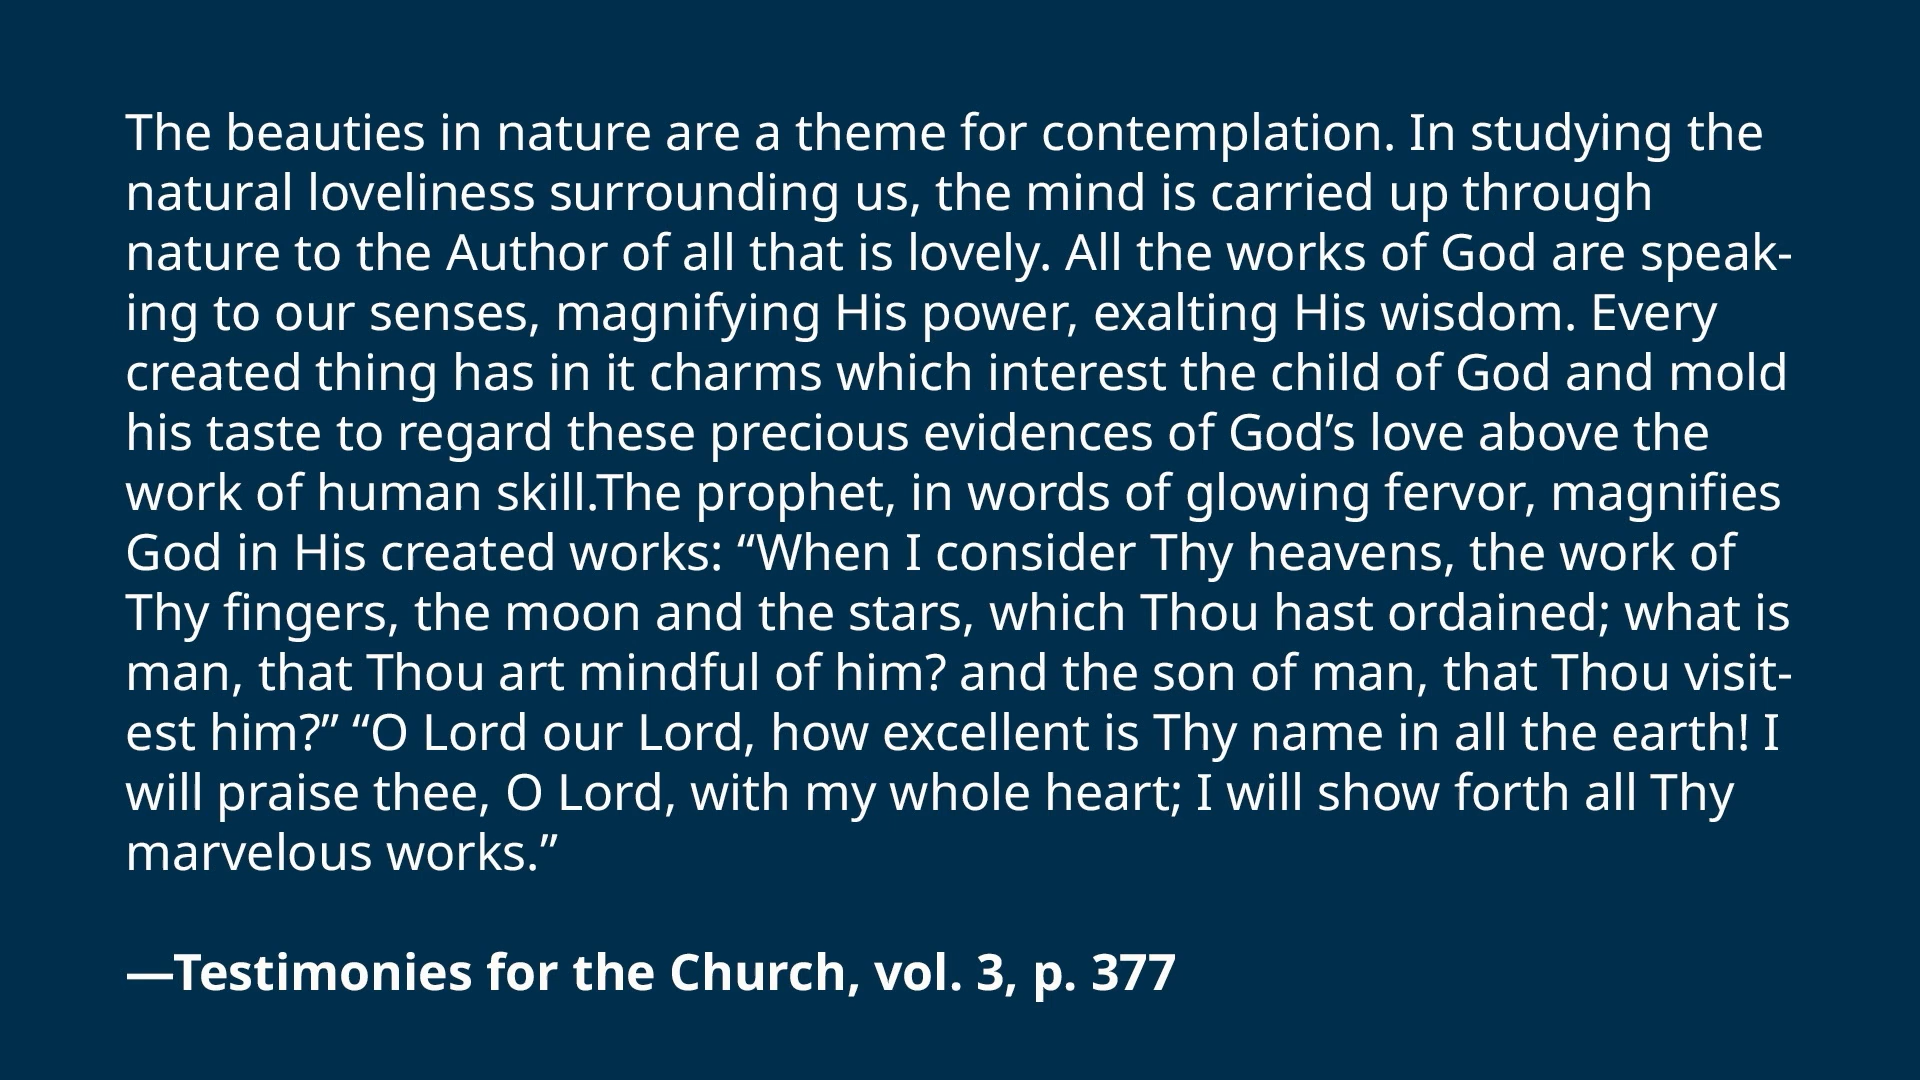 The beauties in nature are a theme for contemplation. In studying the
natural loveliness surrounding us, the mind is carried up through
nature to the Author of all that is lovely. All the works of God are speak-
ing to our senses, magnifying His power, exalting His wisdom. Every
created thing has in it charms which interest the child of God and mold
his taste to regard these precious evidences of God’s love above the
work of human skill.The prophet, in words of glowing fervor, magnifies
God in His created works: “When I consider Thy heavens, the work of
Thy fingers, the moon and the stars, which Thou hast ordained; what is
man, that Thou art mindful of him? and the son of man, that Thou visit-
est him?” “O Lord our Lord, how excellent is Thy name in all the earth! I
will praise thee, O Lord, with my whole heart; I will show forth all Thy
marvelous works.”
—Testimonies for the Church, vol. 3, p. 377